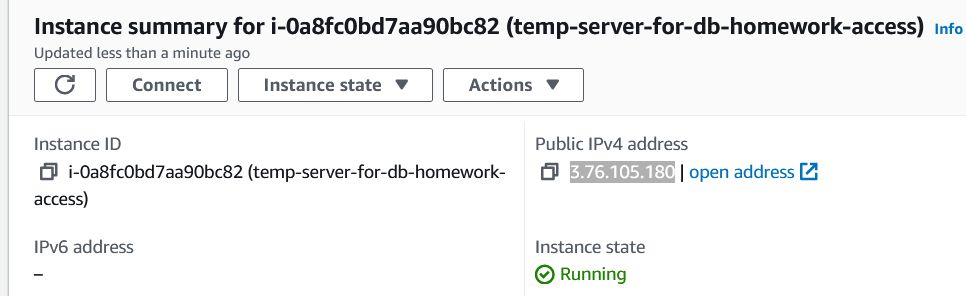 Instance summary for i-0a8fc0bd7aa90bc82 (temp-server-for-db-homework-access) Info
Updated less than a minute ago
Connect
Instance state
Actions
Instance ID
i-0a8fc0bd7aa90bc82 (temp-server-for-db-homework-
access)
Public IPv4 address
3.76.105.180 | open address
IPv6 address
–
Instance state
Running